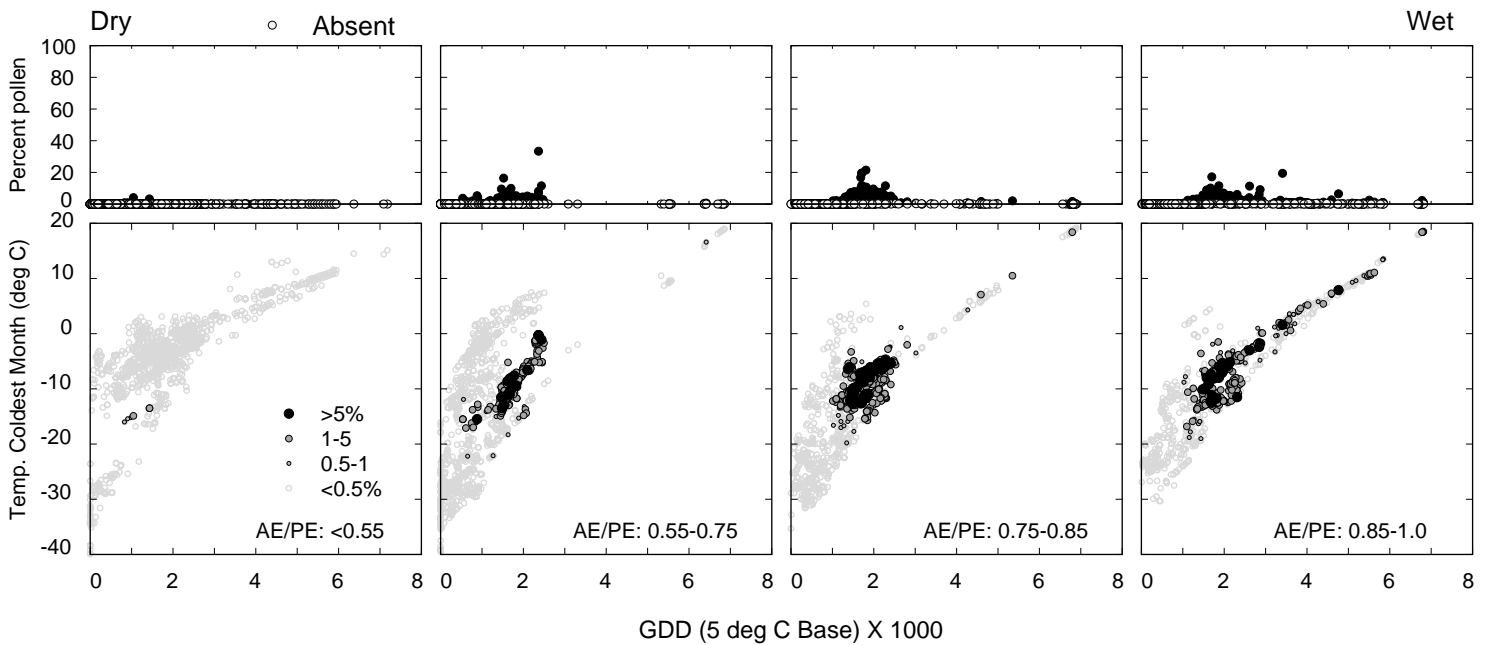 Dry
Absent
Wet
Percent pollen
100
80
60
40
20
0
Temp. Coldest Month (deg C)
20
10
0
-10
-20
-30
-40
>5%
1-5
0.5-1
<0.5%
AE/PE: <0.55
AE/PE: 0.55-0.75
AE/PE: 0.75-0.85
AE/PE: 0.85-1.0
0 2 4 6 8
0 2 4 6 8
0 2 4 6 8
0 2 4 6 8
GDD (5 deg C Base) X 1000